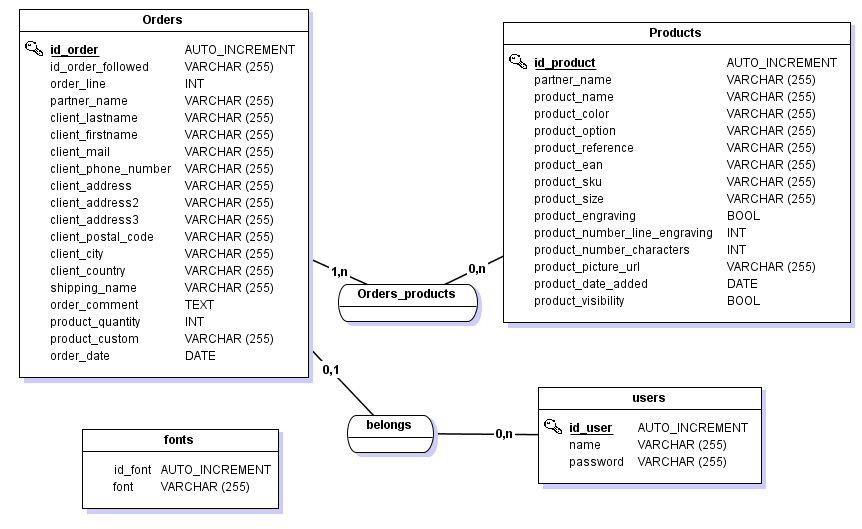 Orders
id_order AUTO_INCREMENT
id_order_followed VARCHAR (255)
order_line INT
partner_name VARCHAR (255)
client_lastname VARCHAR (255)
client_firstname VARCHAR (255)
client_mail VARCHAR (255)
client_phone_number VARCHAR (255)
client_address VARCHAR (255)
client_address2 VARCHAR (255)
client_address3 VARCHAR (255)
client_postal_code VARCHAR (255)
client_city VARCHAR (255)
client_country VARCHAR (255)
shipping_name VARCHAR (255)
order_comment TEXT
product_quantity INT
product_custom VARCHAR (255)
order_date DATE
Products
id_product AUTO_INCREMENT
partner_name VARCHAR (255)
product_name VARCHAR (255)
product_color VARCHAR (255)
product_option VARCHAR (255)
product_reference VARCHAR (255)
product_ean VARCHAR (255)
product_sku VARCHAR (255)
product_size VARCHAR (255)
product_engraving BOOL
product_number_line_engraving INT
product_number_characters INT
product_picture_url VARCHAR (255)
product_date_added DATE
product_visibility BOOL
1,n
0,n
Orders_products
0,1
belongs
0,n
users
id_user AUTO_INCREMENT
name VARCHAR (255)
password VARCHAR (255)
fonts
id_font AUTO_INCREMENT
font VARCHAR (255)